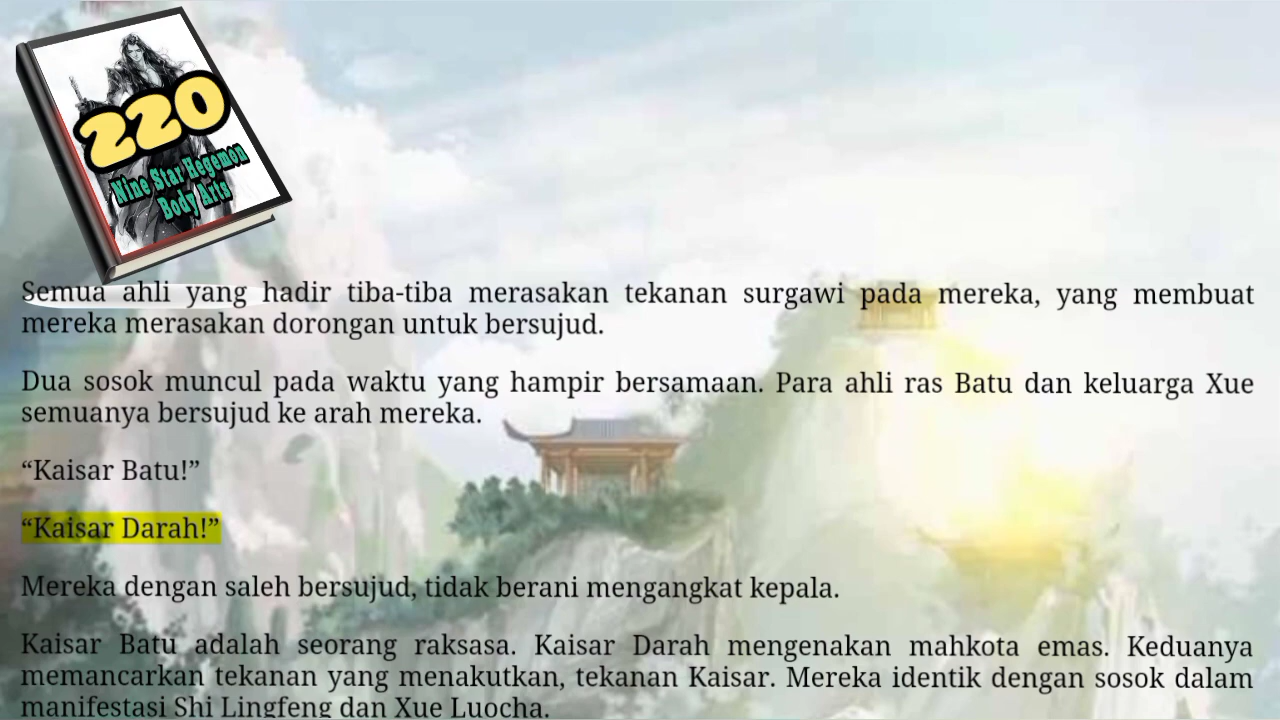 220
Nine Star Hegemon
Body Arts
Semua ahli yang hadir tiba-tiba merasakan tekanan surgawi pada mereka, yang membuat
mereka merasakan dorongan untuk bersujud.
Dua sosok muncul pada waktu yang hampir bersamaan. Para ahli ras Batu dan keluarga Xue
semuanya bersujud ke arah mereka.
“Kaisar Batu!”
“Kaisar Darah!”
Mereka dengan saleh bersujud, tidak berani mengangkat kepala.
Kaisar Batu adalah seorang raksasa. Kaisar Darah mengenakan mahkota emas. Keduanya
memancarkan tekanan yang menakutkan, tekanan Kaisar. Mereka identik dengan sosok dalam
manifestasi Shi Lingfeng dan Xue Luocha.